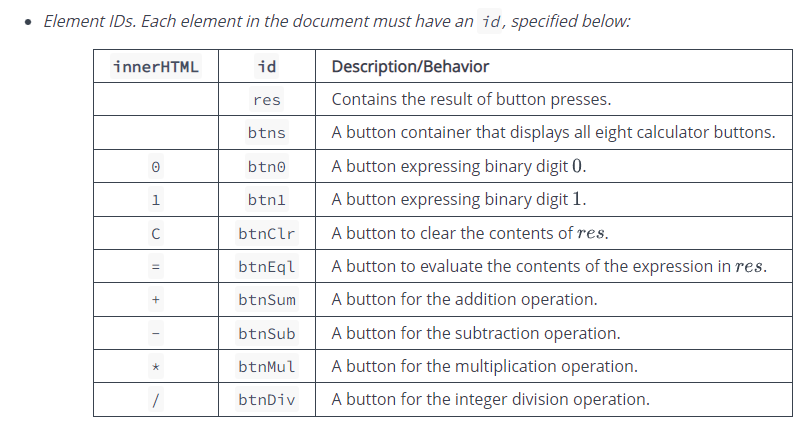 • Element IDs. Each element in the document must have an id, specified below:
innerHTML id Description/Behavior
res Contains the result of button presses.
btns A button container that displays all eight calculator buttons.
0 btn0 A button expressing binary digit 0.
1 btn1 A button expressing binary digit 1.
C btnClr A button to clear the contents of res.
= btnEql A button to evaluate the contents of the expression in res.
+ btnSum A button for the addition operation.
- btnSub A button for the subtraction operation.
* btnMul A button for the multiplication operation.
/ btnDiv A button for the integer division operation.